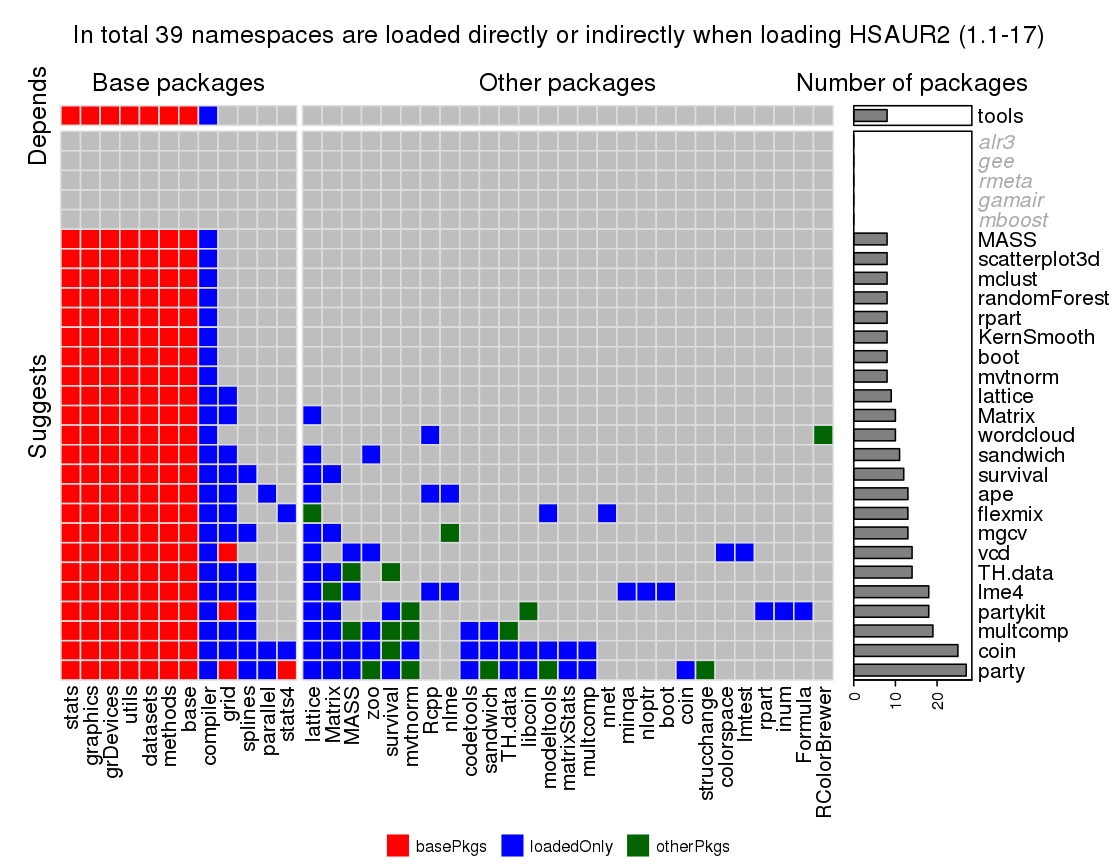 In total 39 namespaces are loaded directly or indirectly when loading HSAUR2 (1.1-17)
Base packages
Other packages
Number of packages
Depends
tools
Suggests
alr3
gee
rmeta
gamair
mboost
MASS
scatterplot3d
mclust
randomForest
rpart
KernSmooth
boot
mvtnorm
lattice
Matrix
wordcloud
sandwich
survival
ape
flexmix
mgcv
vcd
TH.data
lme4
partykit
multcomp
coin
party
stats
graphics
grDevices
utils
datasets
methods
base
compiler
grid
splines
parallel
stats4
lattice
Matrix
MASS
zoo
survival
mvtnorm
Rcpp
nlme
codetools
sandwich
TH.data
libcoin
modeltools
matrixStats
multcomp
nnet
minqa
nloptr
boot
coin
strucchange
colorspace
lmtest
rpart
inum
Formula
RColorBrewer
0
10
20
basePkgs
loadedOnly
otherPkgs